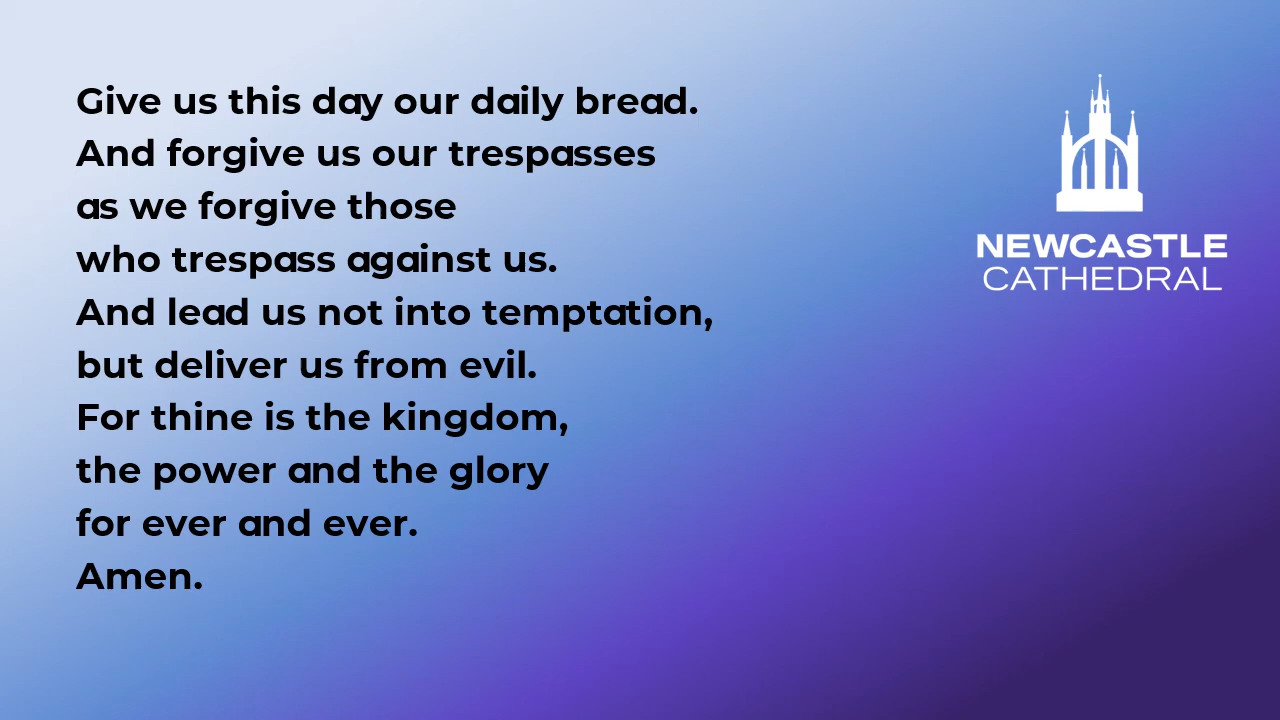 Give us this day our daily bread.
And forgive us our trespasses
as we forgive those
who trespass against us.
And lead us not into temptation,
but deliver us from evil.
For thine is the kingdom,
the power and the glory
for ever and ever.
Amen.
NEWCASTLE
CATHEDRAL